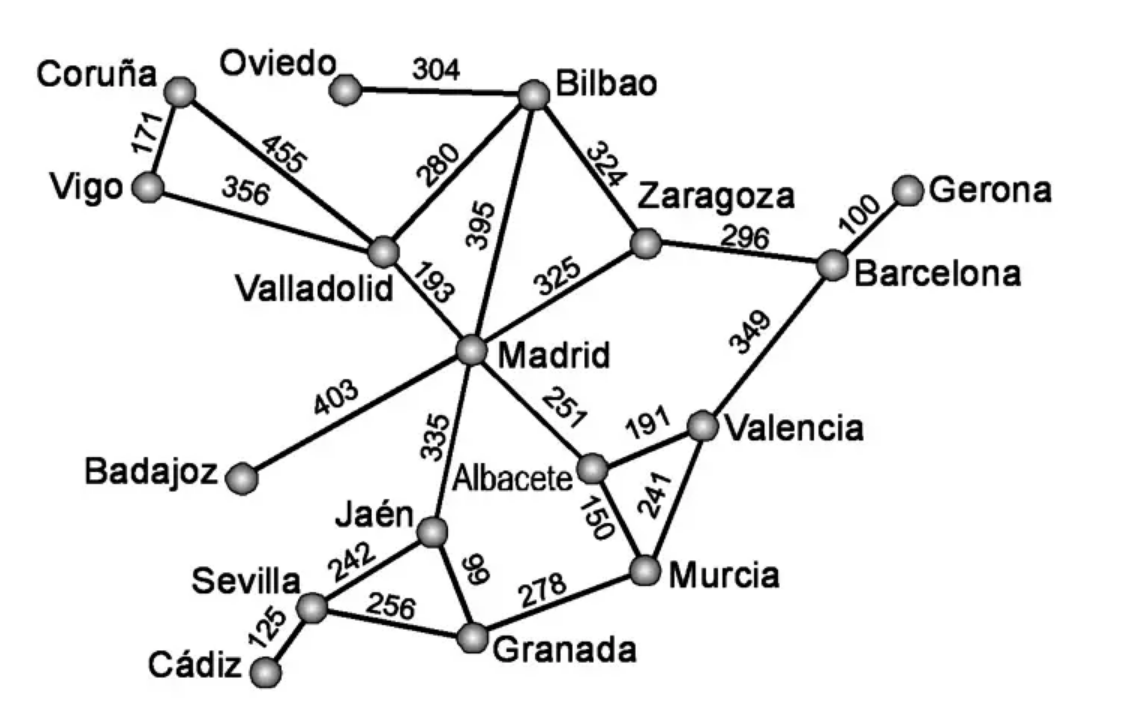 Oviedo
304
Bilbao
Coruña
171
455
280
324
Vigo
356
395
Zaragoza
Gerona
100
296
Valladolid
193
325
Barcelona
349
Madrid
403
251
335
191
Valencia
Badajoz
Albacete
241
150
Jaén
242
99
Sevilla
256
278
Murcia
125
Granada
Cádiz